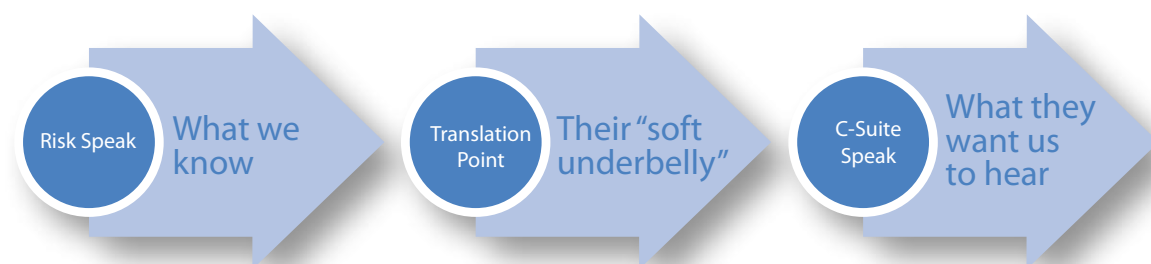 Risk Speak
What we
know
Translation
Point
Their “soft
underbelly”
C-Suite
Speak
What they
want us
to hear